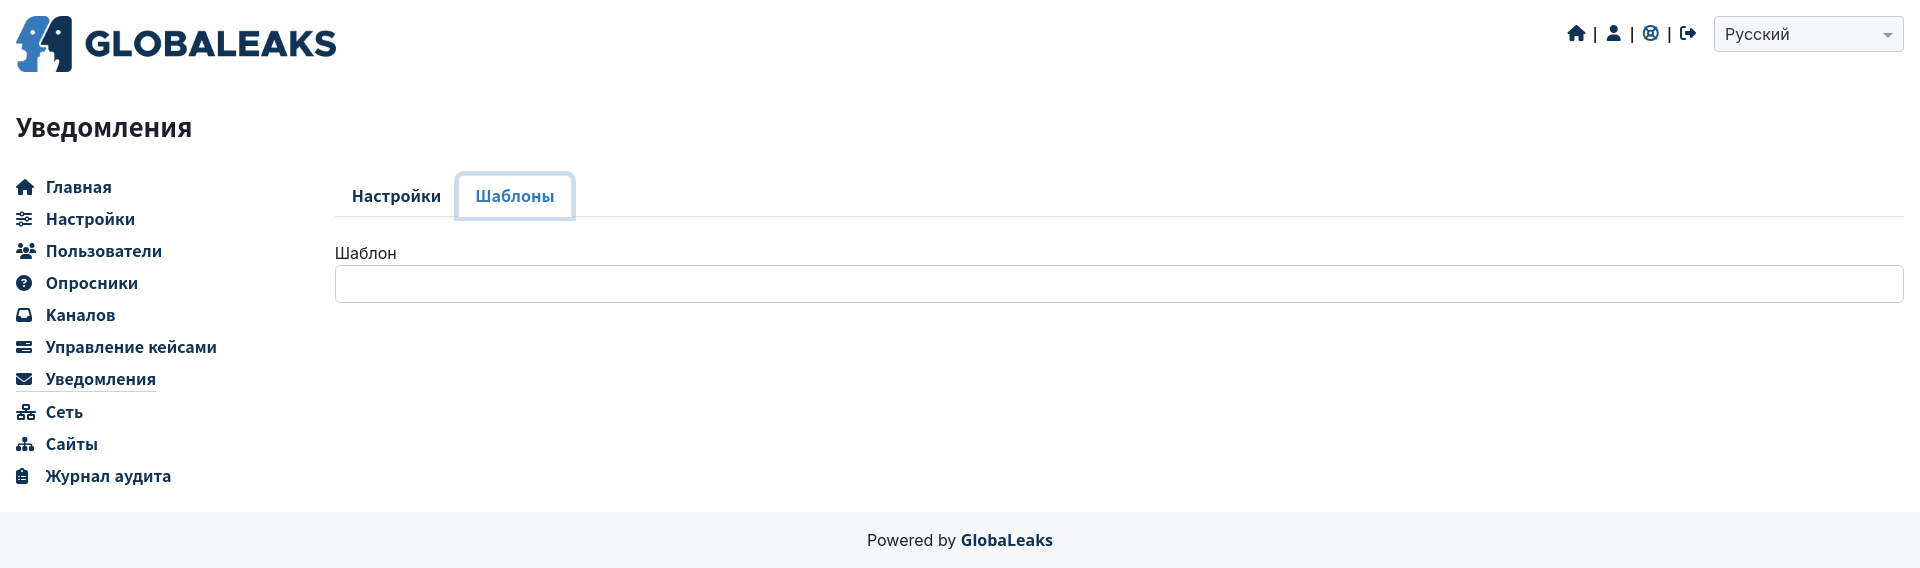 GLOBALEAKS
| | |
Русский
Уведомления
Главная
Настройки
Пользователи
Опросники
Каналов
Управление кейсами
Уведомления
Сеть
Сайты
Журнал аудита
Настройки Шаблоны
Шаблон
Powered by GlobaLeaks